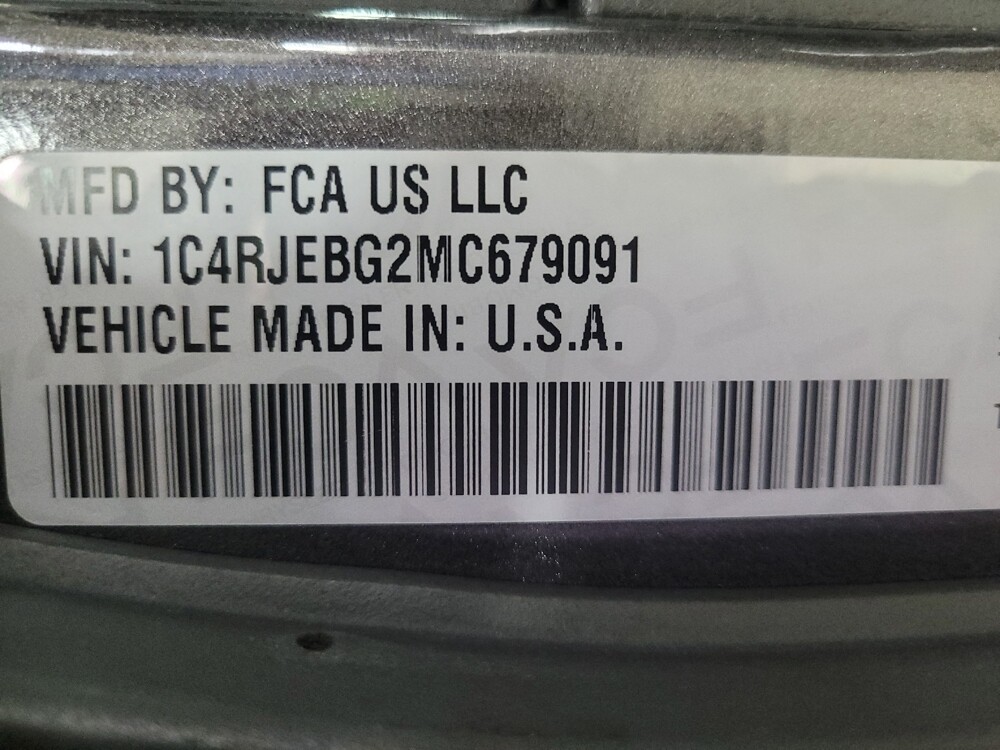 MFD BY: FCA US LLC
VIN: 1C4RJEBG2MC679091
VEHICLE MADE IN: U.S.A.